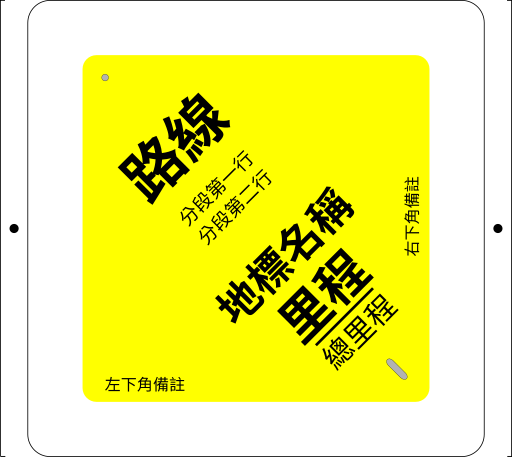 路線
分段第一行
分段第二行
地標名稱
里程
總里程
右下角備註
左下角備註